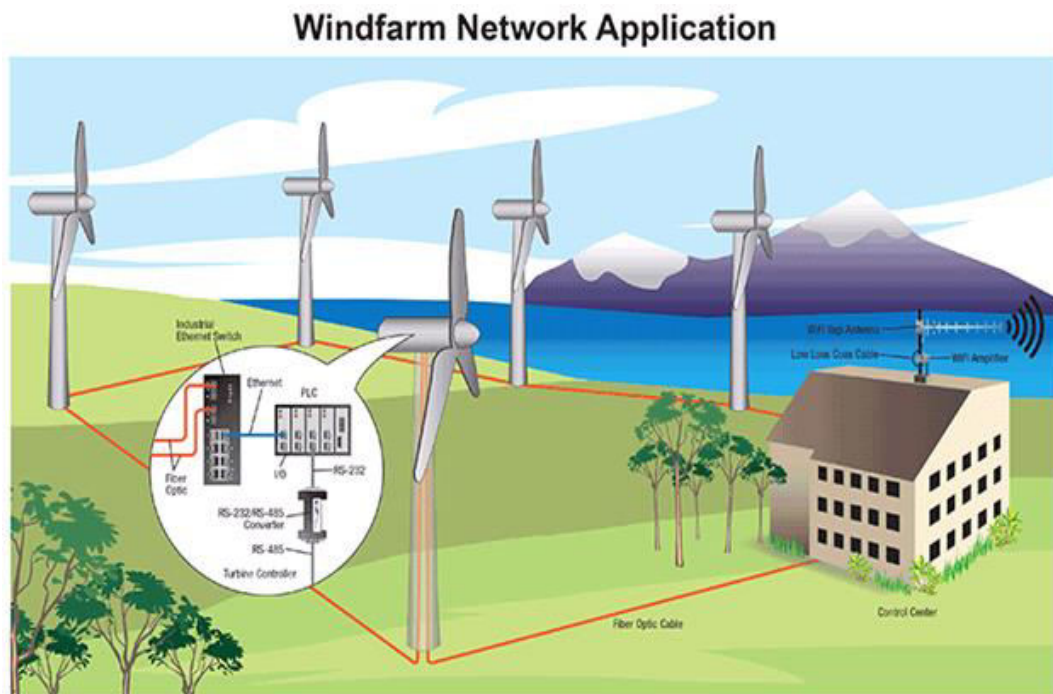 Windfarm Network Application
Industrial
Ethernet Switch
Ethernet
PLC
Fiber
Optic
I/O
RS-232
RS-232/RS-485
Converter
RS-485
Turbine Controller
WiFi Yagi Antenna
Low Loss Coax Cable
WiFi Amplifier
Fiber Optic Cable
Control Center